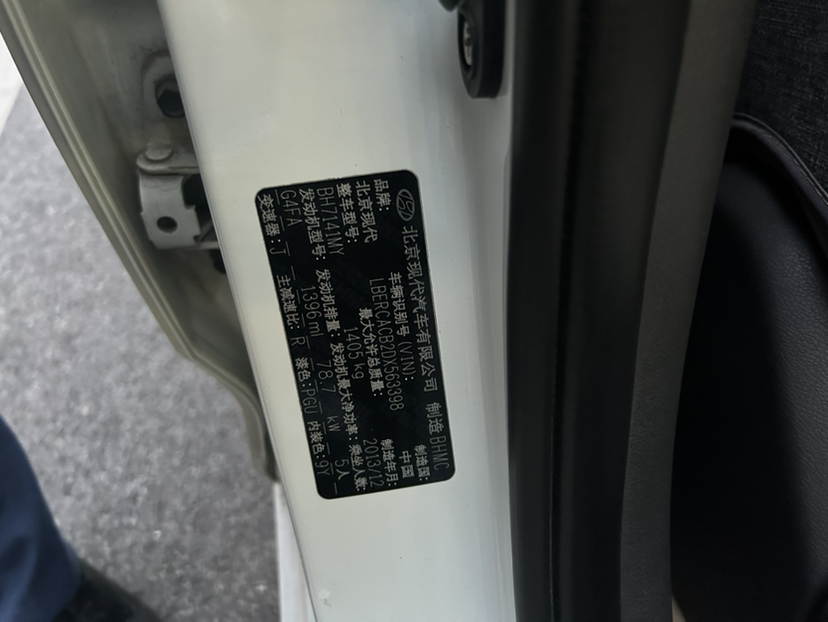 北京现代汽车有限公司 制造 BHMC
品牌: 车辆识别号(VIN): 制造国:
北京现代 LBERCACB2DX563398 中国
整车型号: 最大允许总质量: 制造年月:
BH7141MY 1405 kg 2013/12
发动机型号: 发动机排量: 发动机最大净功率: 乘坐人数:
G4FA 1396 ml 78.7 kW 5人
变速器: J 主减速比: R 漆色: PGU 内装色: 9Y